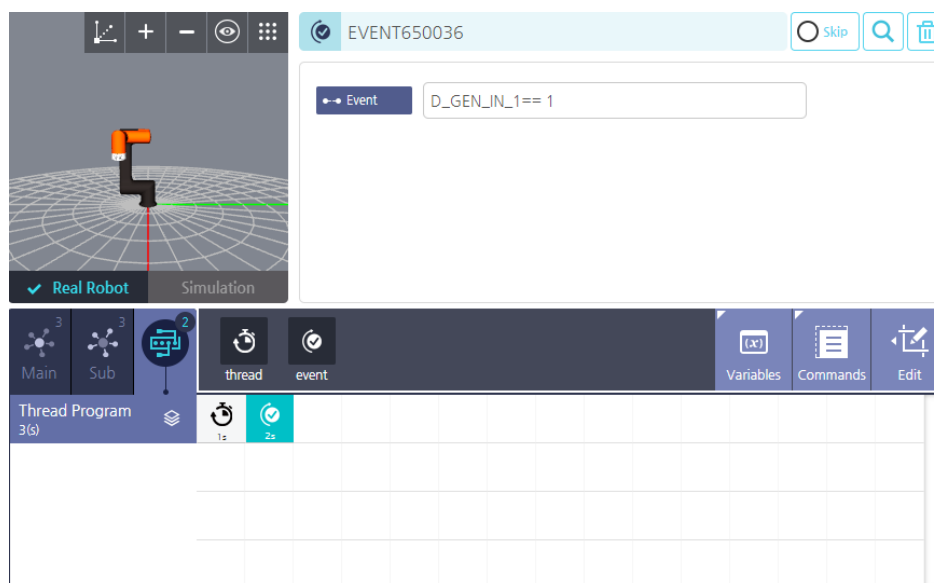 EVENT650036
Skip
Event
D_GEN_IN_1== 1
Real Robot
Simulation
3
3
2
Main
Sub
thread
event
(x)
Variables
Commands
Edit
Thread Program
3(s)
1s
2s